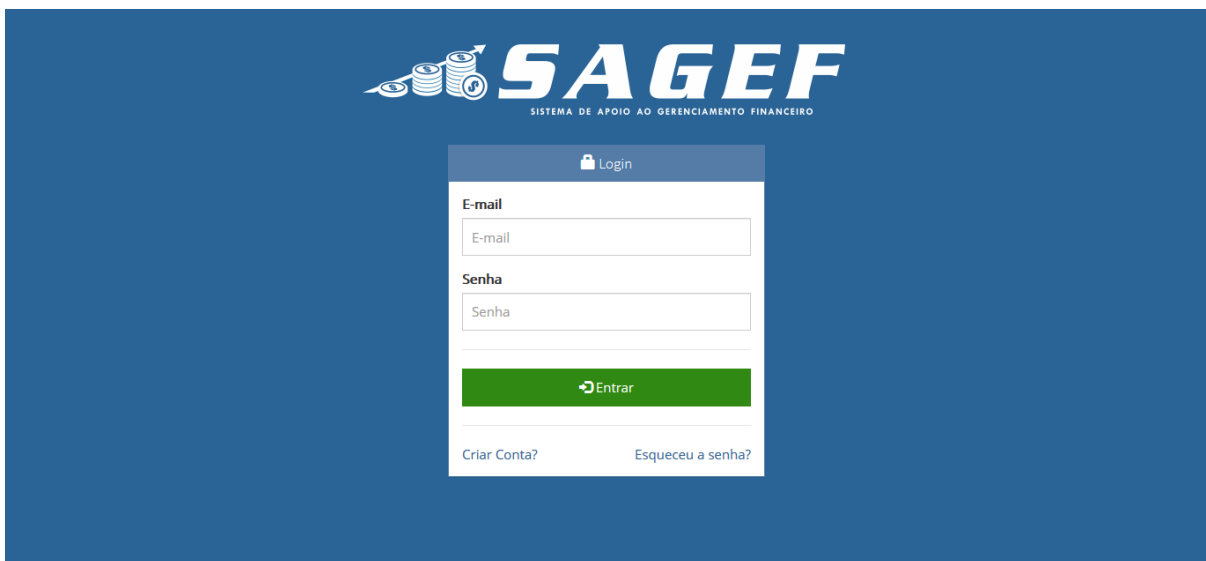 SAGEF
SISTEMA DE APOIO AO GERENCIAMENTO FINANCEIRO
Login
E-mail
E-mail
Senha
Senha
Entrar
Criar Conta? Esqueceu a senha?